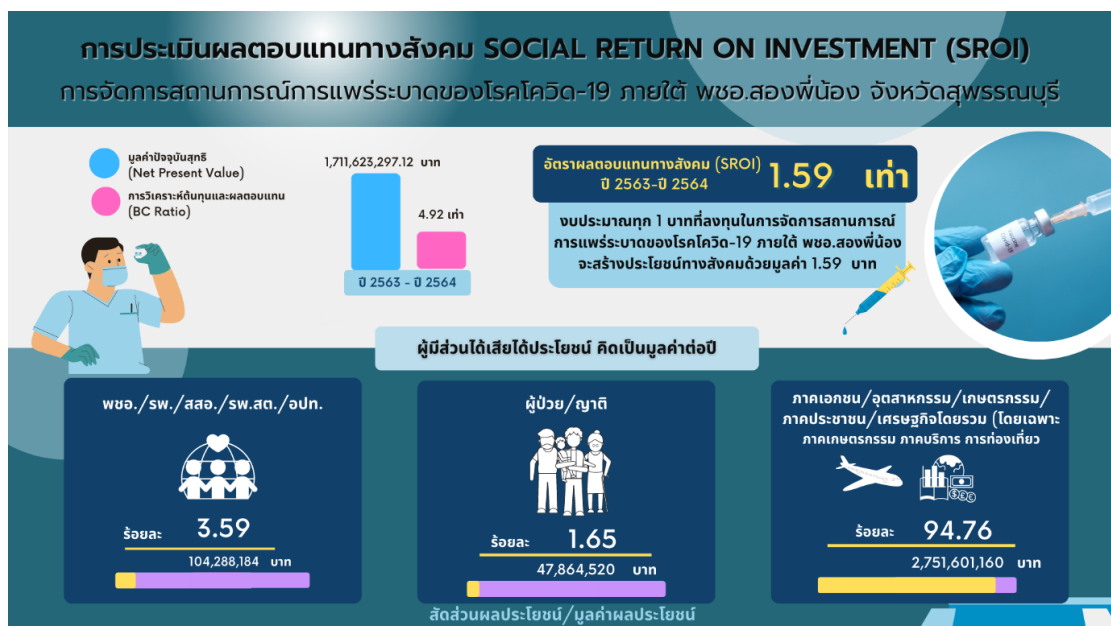 การประเมินผลตอบแทนทางสังคม SOCIAL RETURN ON INVESTMENT (SROI)
การจัดการสถานการณ์การแพร่ระบาดของโรคโควิด-19 ภายใต้ พชอ.สองพี่น้อง จังหวัดสุพรรณบุรี
มูลค่าปัจจุบันสุทธิ
(Net Present Value)
การวิเคราะห์ต้นทุนและผลตอบแทน
(BC Ratio)
1,711,623,297.12 บาท
4.92 เท่า
ปี 2563 - ปี 2564
อัตราผลตอบแทนทางสังคม (SROI)
ปี 2563-ปี 2564
1.59 เท่า
งบประมาณทุก 1 บาทที่ลงทุนในการจัดการสถานการณ์
การแพร่ระบาดของโรคโควิด-19 ภายใต้ พชอ.สองพี่น้อง
จะสร้างประโยชน์ทางสังคมด้วยมูลค่า 1.59 บาท
ผู้มีส่วนได้เสียได้ประโยชน์ คิดเป็นมูลค่าต่อปี
พชอ./รพ./สสอ./รพ.สต./อปท.
ร้อยละ 3.59
104,288,184 บาท
ผู้ป่วย/ญาติ
ร้อยละ 1.65
47,864,520 บาท
ภาคเอกชน/อุตสาหกรรม/เกษตรกรรม/
ภาคประชาชน/เศรษฐกิจโดยรวม (โดยเฉพาะ
ภาคเกษตรกรรม ภาคบริการ การท่องเที่ยว
ร้อยละ 94.76
2,751,601,160 บาท
สัดส่วนผลประโยชน์/มูลค่าผลประโยชน์